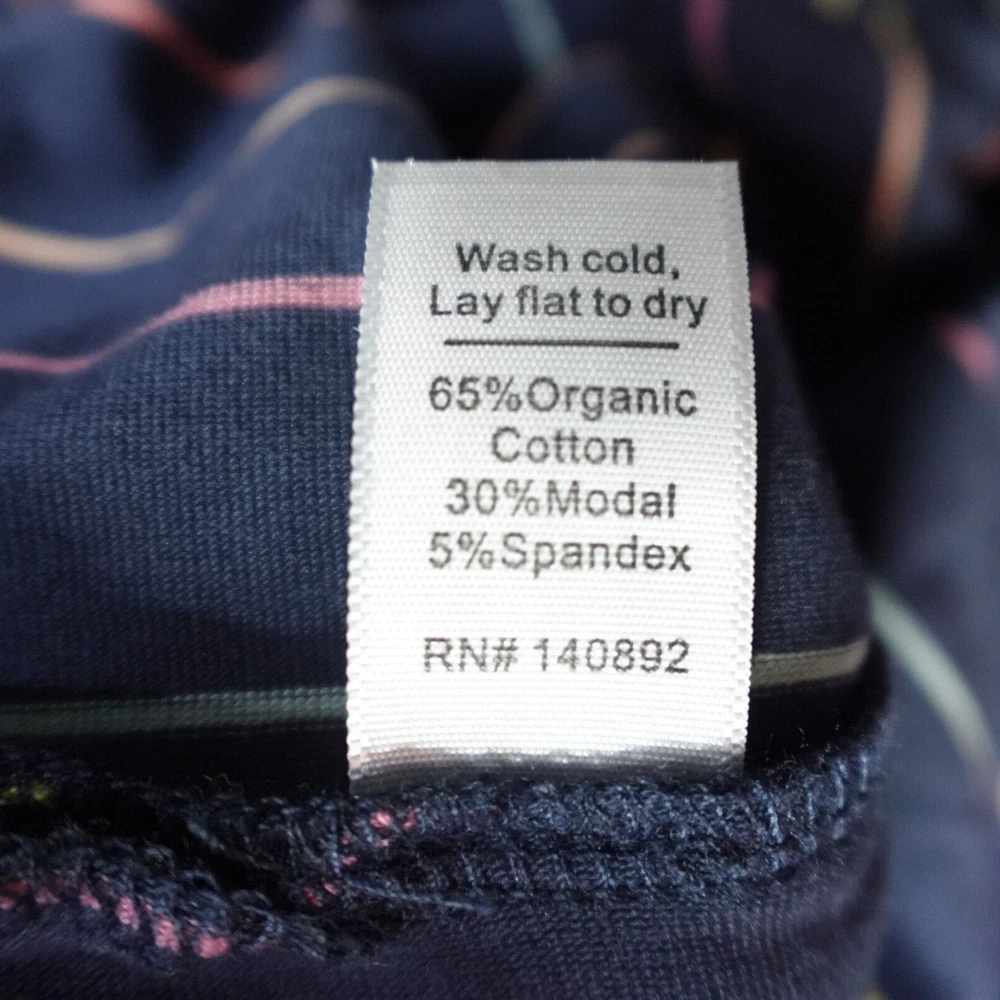 Wash cold,
Lay flat to dry
65%Organic
Cotton
30%Modal
5%Spandex
RN# 140892